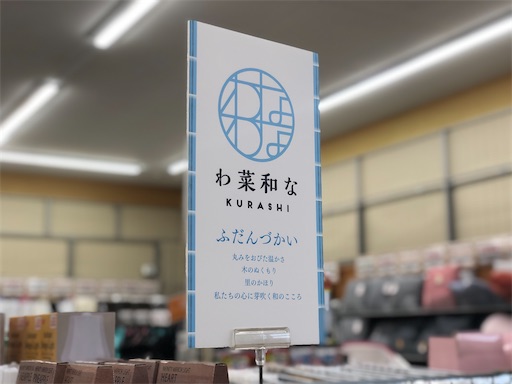 わ菜和な
KURASHI
ふだんづかい
丸みをおびた温かさ
木のぬくもり
里のかほり
私たちの心に芽吹く和のこころ
HEART